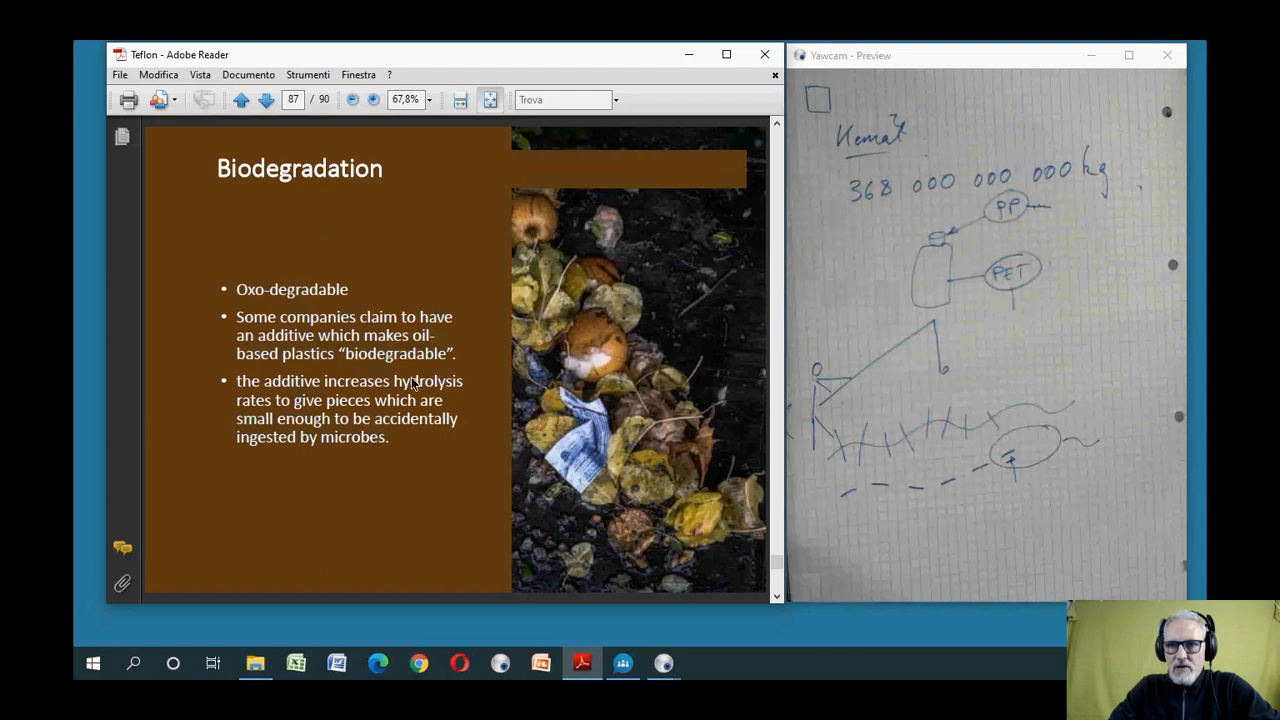 Teflon - Adobe Reader
File Modifica Vista Documento Strumenti Finestra ?
87 / 90 67,8% Trova
Biodegradation
• Oxo-degradable
• Some companies claim to have
an additive which makes oil-
based plastics “biodegradable”.
• the additive increases hydrolysis
rates to give pieces which are
small enough to be accidentally
ingested by microbes.
Yawcam - Preview
368 000 000 000 kg
PP
PET